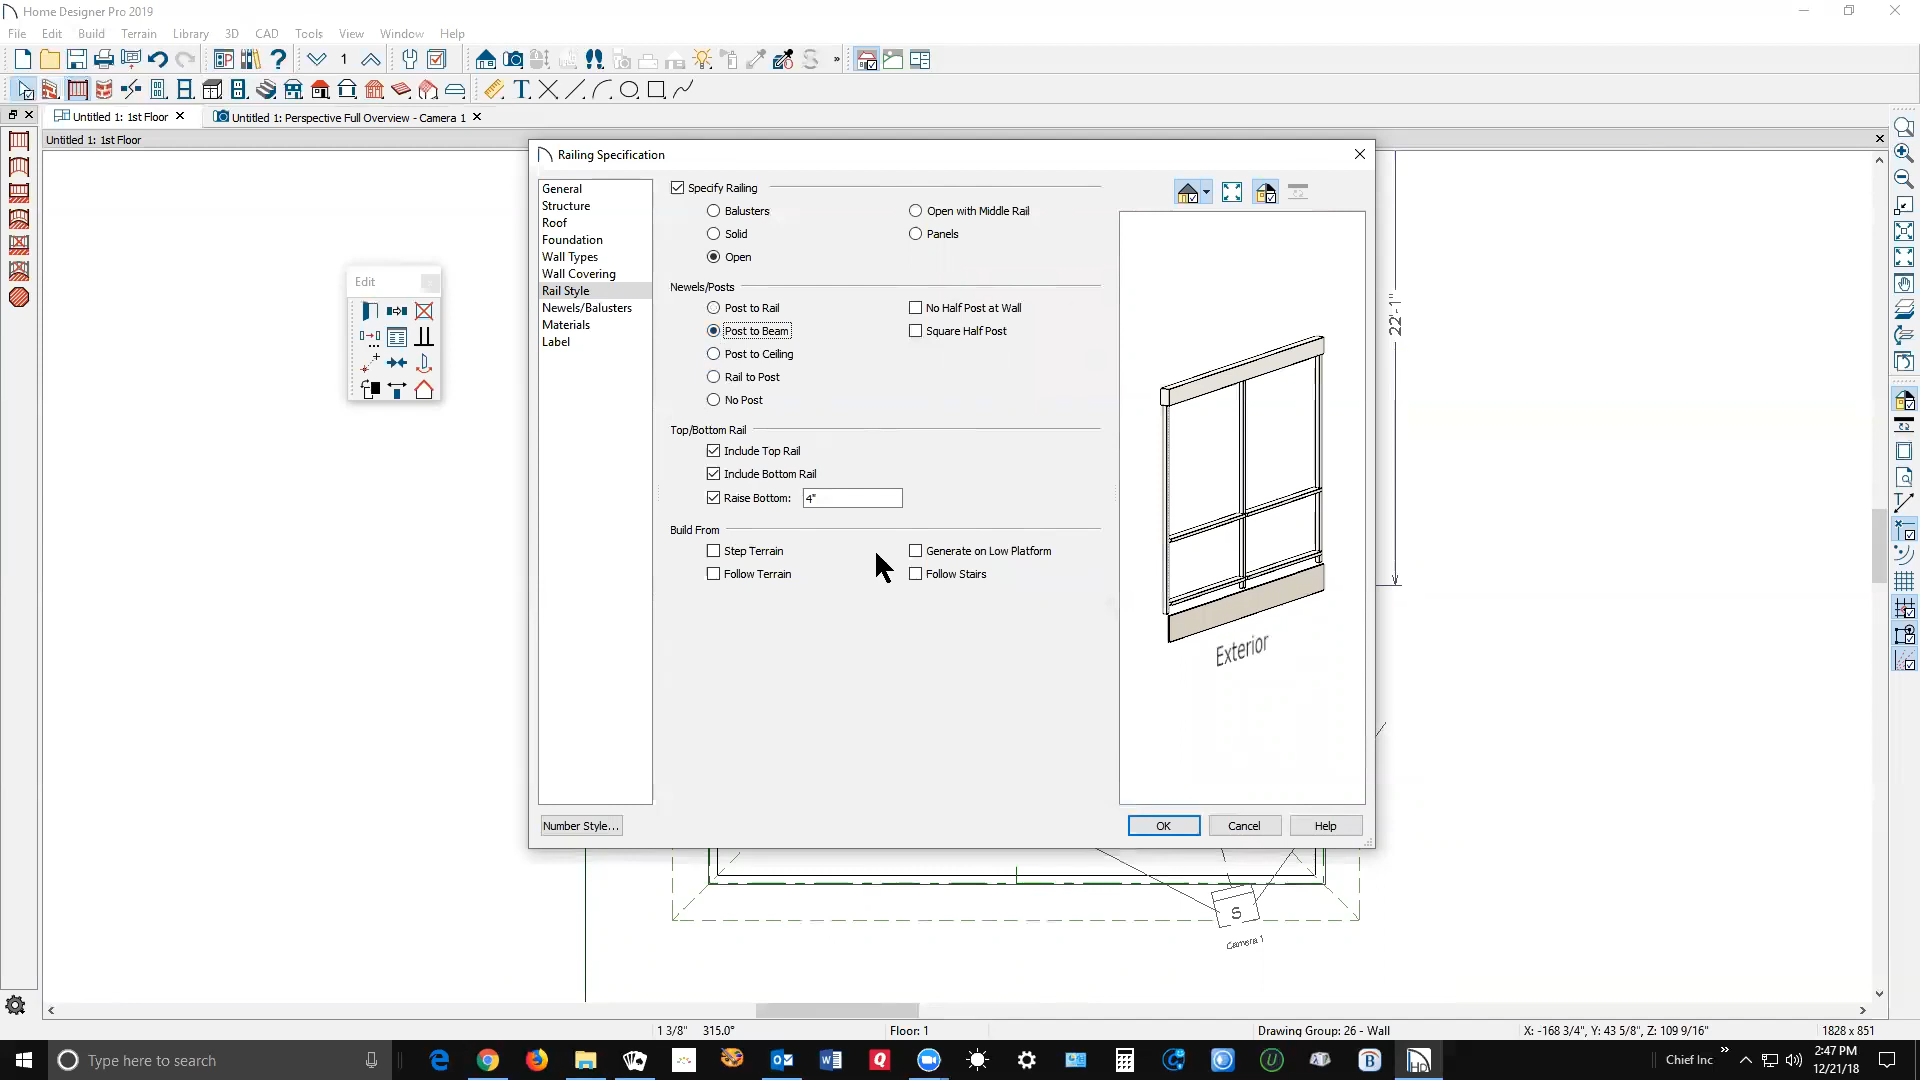 Home Designer Pro 2019
File Edit Build Terrain Library 3D CAD Tools View Window Help
1
Untitled 1: 1st Floor
Untitled 1: Perspective Full Overview - Camera 1
Untitled 1: 1st Floor
Railing Specification
General
Structure
Roof
Foundation
Wall Types
Wall Covering
Rail Style
Newels/Balusters
Materials
Label
Specify Railing
Balusters
Open with Middle Rail
Solid
Panels
Open
Newels/Posts
Post to Rail
No Half Post at Wall
Post to Beam
Square Half Post
Post to Ceiling
Rail to Post
No Post
Top/Bottom Rail
Include Top Rail
Include Bottom Rail
Raise Bottom: 4"
Build From
Step Terrain
Generate on Low Platform
Follow Terrain
Follow Stairs
Exterior
Number Style...
OK
Cancel
Help
Edit
22'-1"
S
Camera 1
1 3/8" 315.0° Floor: 1 Drawing Group: 26 - Wall X: -168 3/4", Y: 43 5/8", Z: 109 9/16" 1828 x 851
Type here to search
Chief Inc
2:47 PM
12/21/18